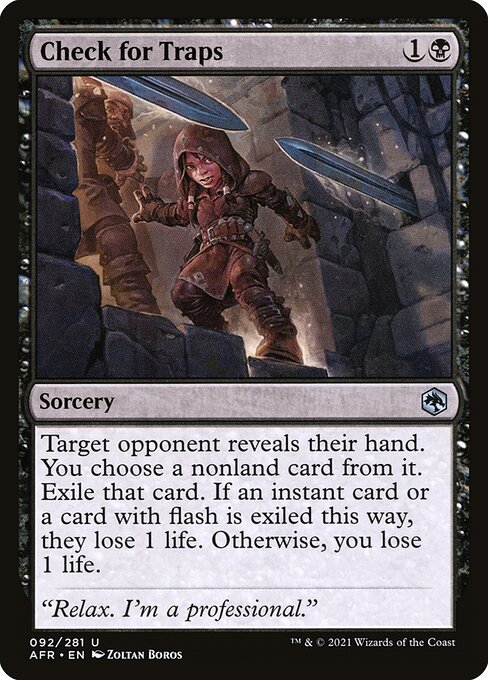 Check for Traps 1
Sorcery
Target opponent reveals their hand.
You choose a nonland card from it.
Exile that card. If an instant card or
a card with flash is exiled this way,
they lose 1 life. Otherwise, you lose
1 life.
“Relax. I’m a professional.”
092/281 U
AFR • EN Zoltan Boros
™ & © 2021 Wizards of the Coast